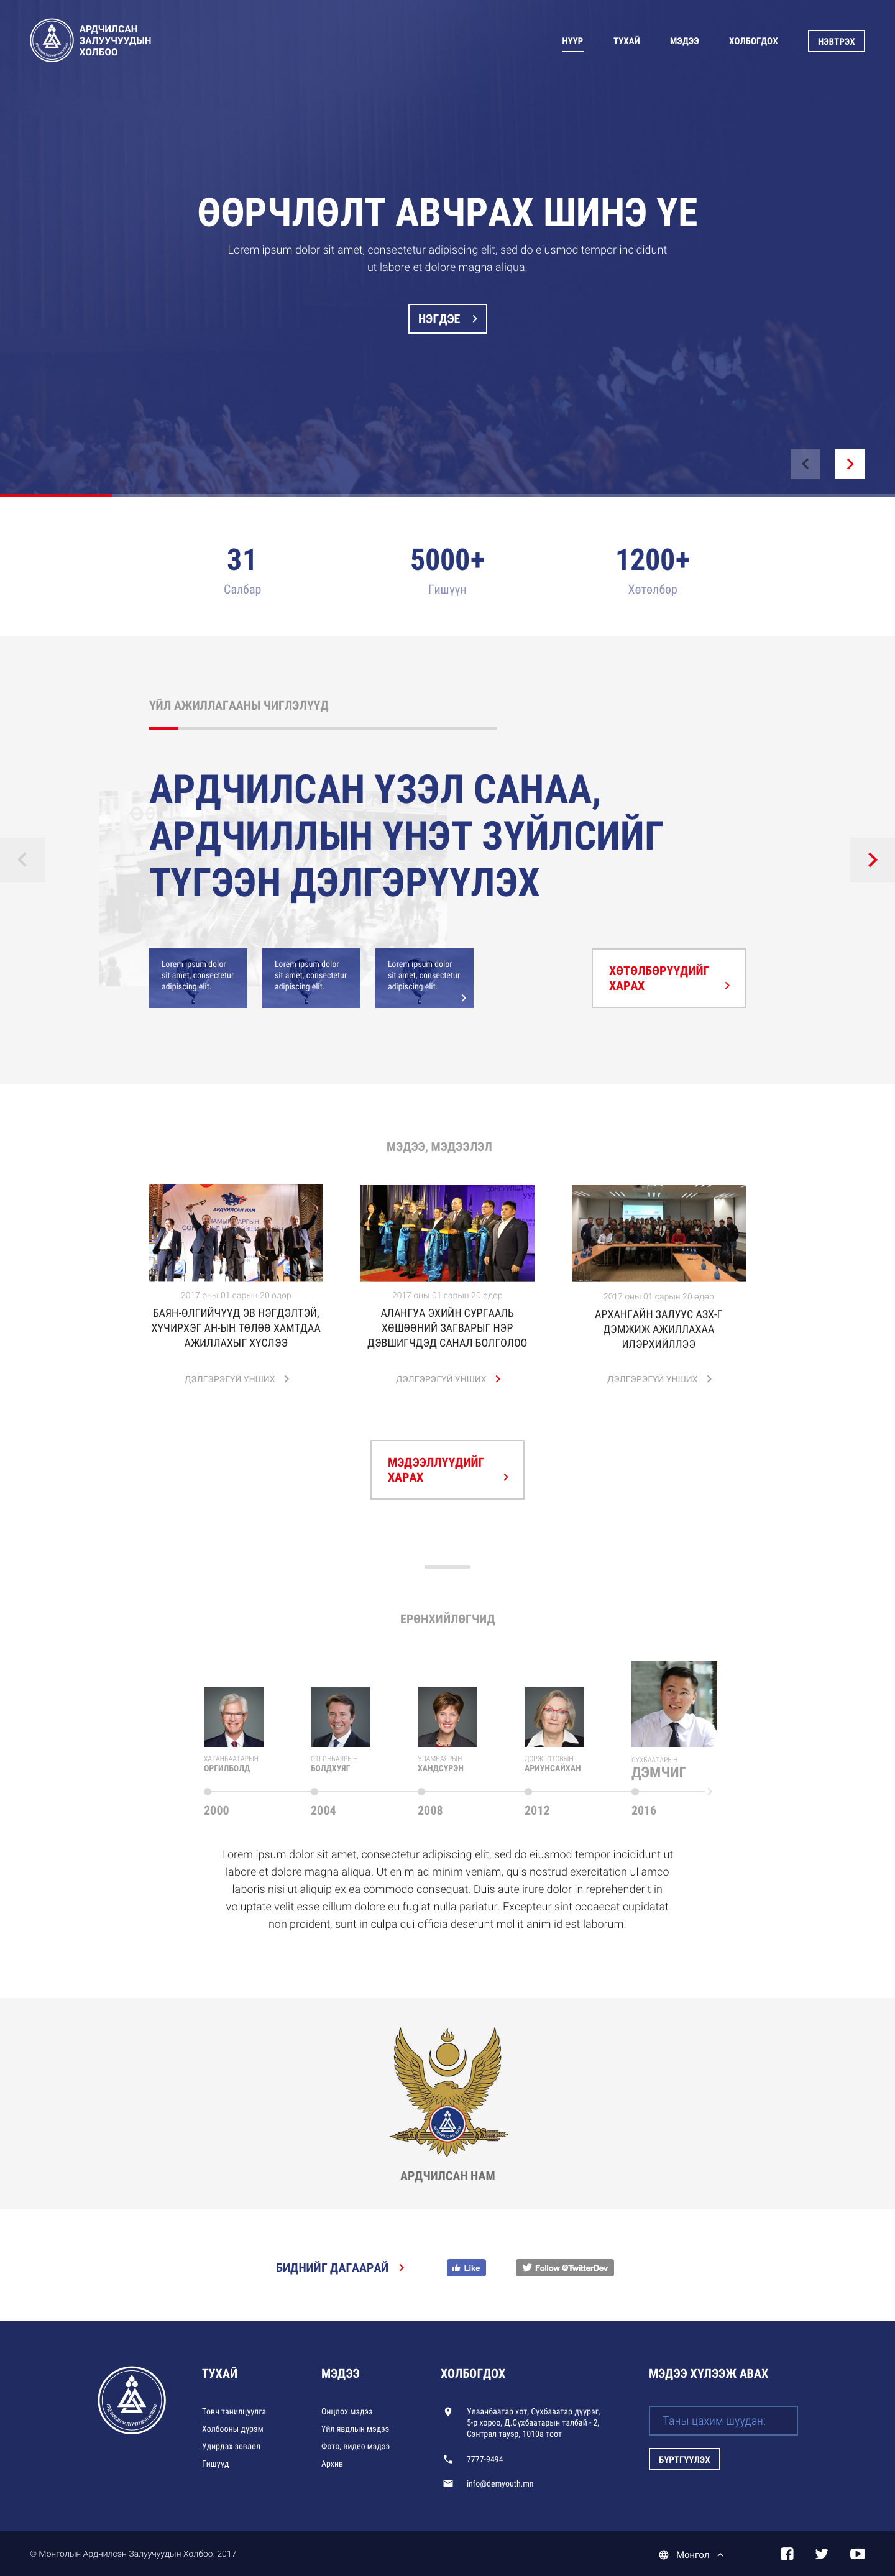 АРДЧИЛСАН
ЗАЛУУЧУУДЫН
ХОЛБОО
НҮҮР
ТУХАЙ
МЭДЭЭ
ХОЛБОГДОХ
НЭВТРЭХ
ӨӨРЧЛӨЛТ АВЧРАХ ШИНЭ ҮЕ
Lorem ipsum dolor sit amet, consectetur adipiscing elit, sed do eiusmod tempor incididunt
ut labore et dolore magna aliqua.
НЭГДЭЕ
31
Салбар
5000+
Гишүүн
1200+
Хөтөлбөр
ҮЙЛ АЖИЛЛАГААНЫ ЧИГЛЭЛҮҮД
АРДЧИЛСАН ҮЗЭЛ САНАА,
АРДЧИЛЛЫН ҮНЭТ ЗҮЙЛСИЙГ
ТҮГЭЭН ДЭЛГЭРҮҮЛЭХ
Lorem ipsum dolor
sit amet, consectetur
adipiscing elit.
Lorem ipsum dolor
sit amet, consectetur
adipiscing elit.
Lorem ipsum dolor
sit amet, consectetur
adipiscing elit.
ХӨТӨЛБӨРҮҮДИЙГ
ХАРАХ
МЭДЭЭ, МЭДЭЭЛЭЛ
АРДЧИЛСАН НАМ
2017 оны 01 сарын 20 өдөр
БАЯН-ӨЛГИЙЧҮҮД ЭВ НЭГДЭЛТЭЙ,
ХҮЧИРХЭГ АН-ЫН ТӨЛӨӨ ХАМТДАА
АЖИЛЛАХЫГ ХҮСЛЭЭ
ДЭЛГЭРЭГҮЙ УНШИХ
2017 оны 01 сарын 20 өдөр
АЛАНГУА ЭХИЙН СУРГААЛЬ
ХӨШӨӨНИЙ ЗАГВАРЫГ НЭР
ДЭВШИГЧДЭД САНАЛ БОЛГОЛОО
ДЭЛГЭРЭГҮЙ УНШИХ
2017 оны 01 сарын 20 өдөр
АРХАНГАЙН ЗАЛУУС АЗХ-Г
ДЭМЖИЖ АЖИЛЛАХАА
ИЛЭРХИЙЛЛЭЭ
ДЭЛГЭРЭГҮЙ УНШИХ
МЭДЭЭЛЛҮҮДИЙГ
ХАРАХ
ЕРӨНХИЙЛӨГЧИД
ХАТАНБААТАРЫН
ОРГИЛБОЛД
2000
ОТГОНБАЯРЫН
БОЛДХУЯГ
2004
УЛАМБАЯРЫН
ХАНДСҮРЭН
2008
ДОРЖГОТОВЫН
АРИУНСАЙХАН
2012
СҮХБААТАРЫН
ДЭМЧИГ
2016
Lorem ipsum dolor sit amet, consectetur adipiscing elit, sed do eiusmod tempor incididunt ut
labore et dolore magna aliqua. Ut enim ad minim veniam, quis nostrud exercitation ullamco
laboris nisi ut aliquip ex ea commodo consequat. Duis aute irure dolor in reprehenderit in
voluptate velit esse cillum dolore eu fugiat nulla pariatur. Excepteur sint occaecat cupidatat
non proident, sunt in culpa qui officia deserunt mollit anim id est laborum.
АРДЧИЛСАН НАМ
БИДНИЙГ ДАГААРАЙ
Like
Follow @TwitterDev
ТУХАЙ
Товч танилцуулга
Холбооны дүрэм
Удирдах зөвлөл
Гишүүд
МЭДЭЭ
Онцлох мэдээ
Үйл явдлын мэдээ
Фото, видео мэдээ
Архив
ХОЛБОГДОХ
Улаанбаатар хот, Сүхбааатар дүүрэг,
5-р хороо, Д.Сүхбаатарын талбай - 2,
Сэнтрал тауэр, 1010а тоот
7777-9494
info@demyouth.mn
МЭДЭЭ ХҮЛЭЭЖ АВАХ
Таны цахим шуудан:
БҮРТГҮҮЛЭХ
© Монголын Ардчилсэн Залуучуудын Холбоо. 2017
Монгол